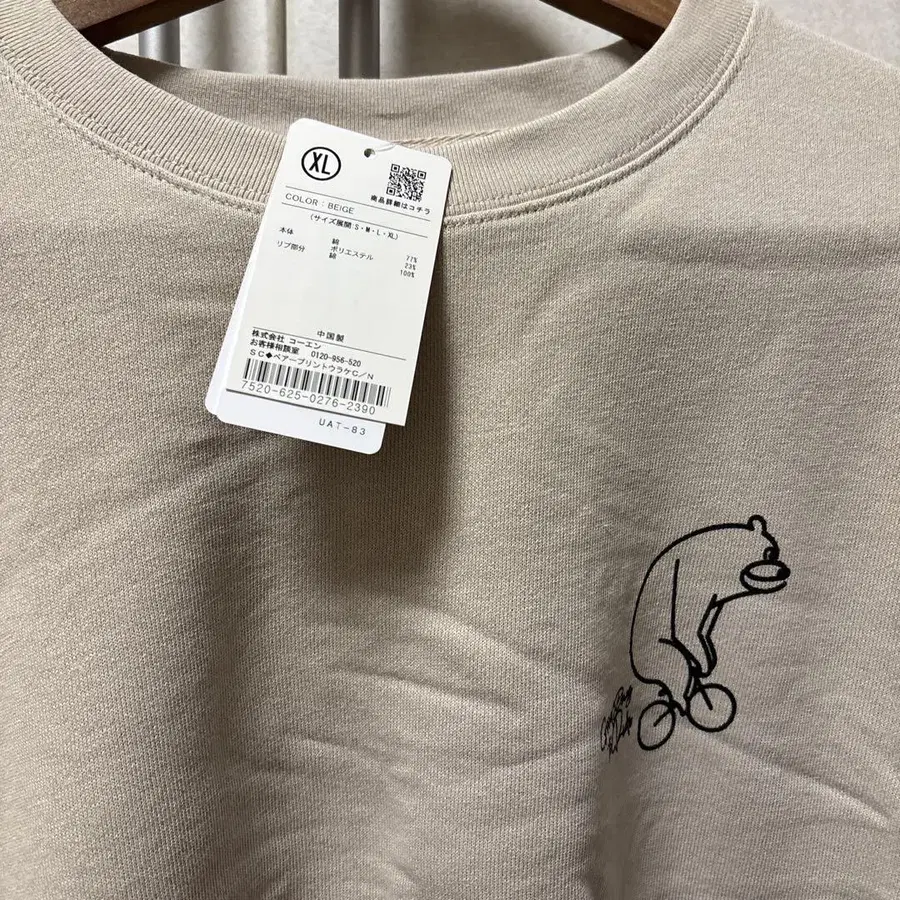 XL
商品詳細はコチラ
COLOR : BEIGE
(サイズ展開 S・M・L・XL)
本体 綿 77%
ポリエステル 23%
リブ部分 綿 100%
中国製
株式会社 コーエン
お客様相談室 0120-956-520
SC◆ベアープリントウラケC/N
7520-625-0276-2390
UAT-83